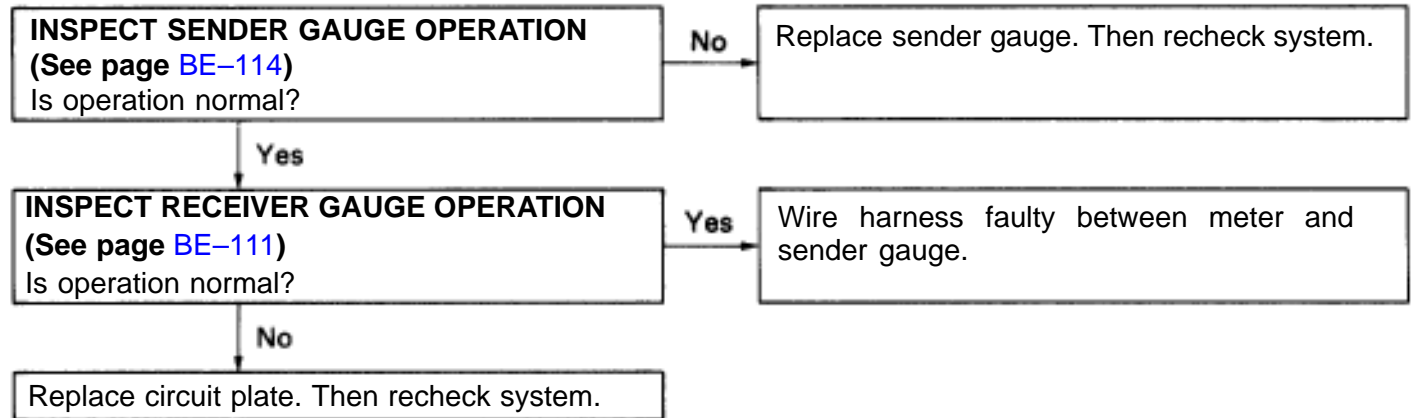 INSPECT SENDER GAUGE OPERATION
(See page BE–114)
Is operation normal?
No
Replace sender gauge. Then recheck system.
Yes
INSPECT RECEIVER GAUGE OPERATION
(See page BE–111)
Is operation normal?
Yes
Wire harness faulty between meter and
sender gauge.
No
Replace circuit plate. Then recheck system.